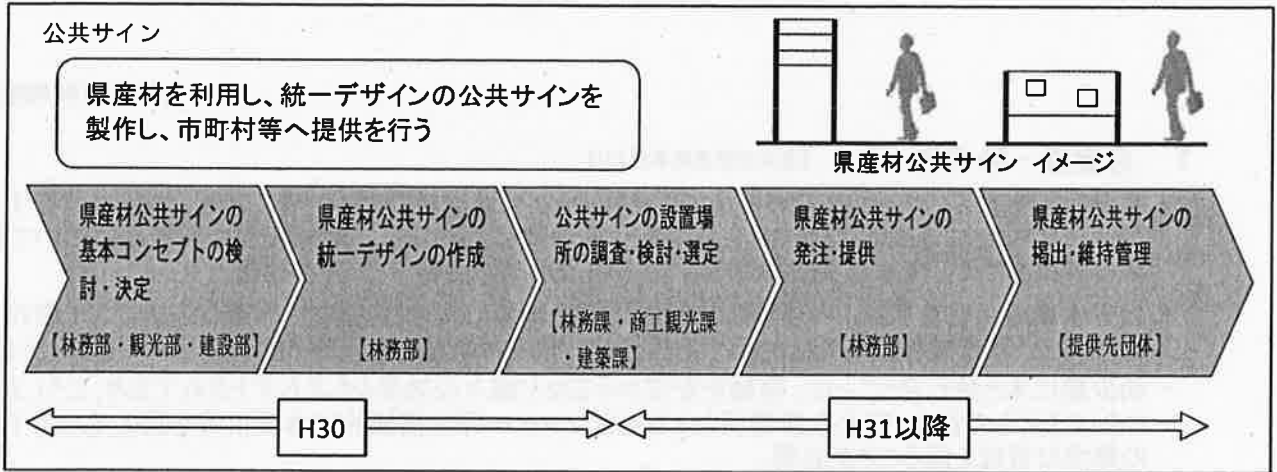 公共サイン
県産材を利用し、統一デザインの公共サインを
製作し、市町村等へ提供を行う
県産材公共サイン イメージ
県産材公共サインの
基本コンセプトの検
討・決定
【林務部・観光部・建設部】
県産材公共サインの
統一デザインの作成
【林務部】
公共サインの設置場
所の調査・検討・選定
【林務課・商工観光課
・建築課】
県産材公共サインの
発注・提供
【林務部】
県産材公共サインの
掲出・維持管理
【提供先団体】
H30
H31以降